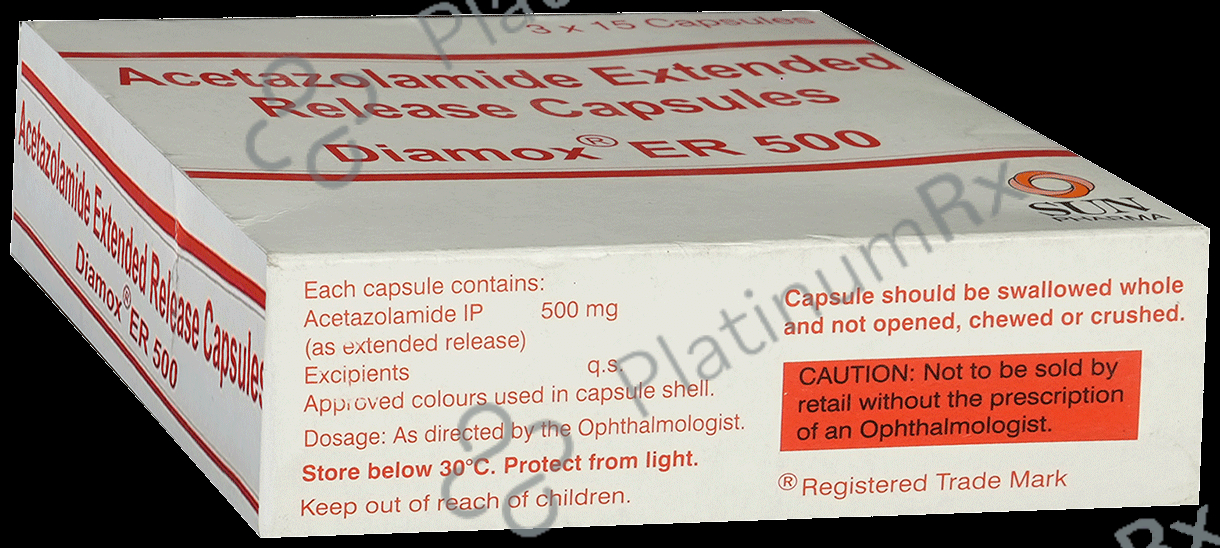 3 x 15 Capsules
Acetazolamide Extended
Release Capsules
Diamox® ER 500
SUN
PHARMA
Acetazolamide Extended Release Capsules
Diamox® ER 500
Each capsule contains:
Acetazolamide IP 500 mg
(as extended release)
Excipients q.s.
Approved colours used in capsule shell.
Dosage: As directed by the Ophthalmologist.
Store below 30°C. Protect from light.
Keep out of reach of children.
Capsule should be swallowed whole
and not opened, chewed or crushed.
CAUTION: Not to be sold by
retail without the prescription
of an Ophthalmologist.
® Registered Trade Mark
PlatinumRx
Plati
Rx